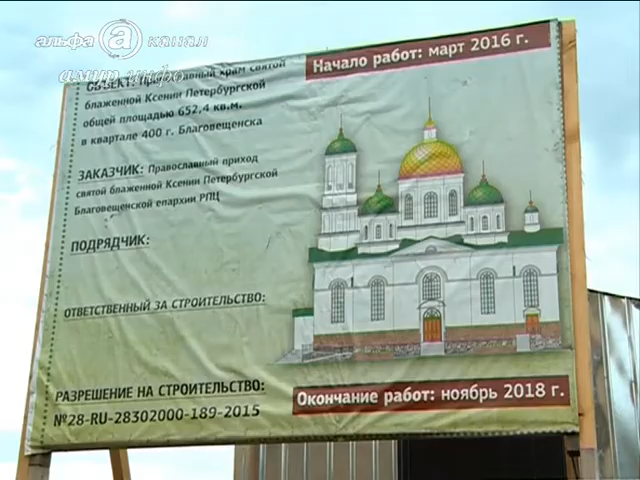 альфа а канал
амур.инфо
Начало работ: март 2016 г.
ОБЪЕКТ: Православный храм святой
блаженной Ксении Петербургской
общей площадью 652,4 кв.м.
в квартале 400 г. Благовещенска
ЗАКАЗЧИК: Православный приход
святой блаженной Ксении Петербургской
Благовещенской епархии РПЦ
ПОДРЯДЧИК:
ОТВЕТСТВЕННЫЙ ЗА СТРОИТЕЛЬСТВО:
РАЗРЕШЕНИЕ НА СТРОИТЕЛЬСТВО:
№28-RU-28302000-189-2015
Окончание работ: ноябрь 2018 г.